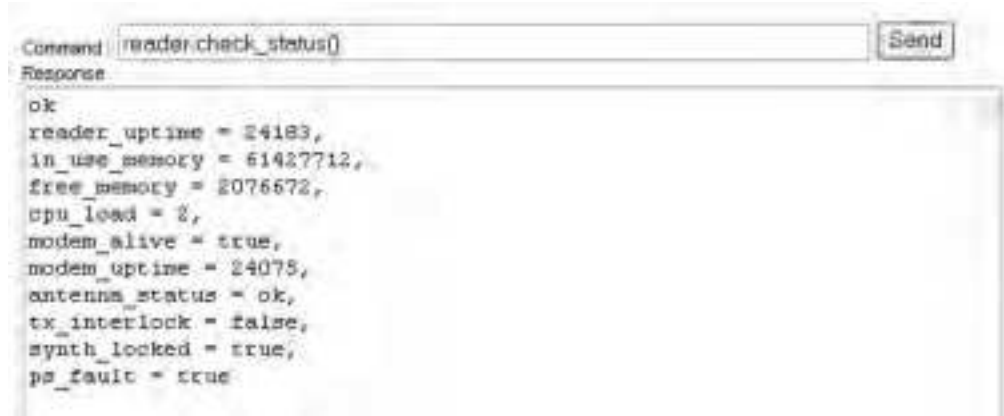 Command reader.check_status() Send
Response
ok
reader_uptime = 24183,
in_use_memory = 61427712,
free_memory = 2076672,
cpu_load = 2,
modem_alive = true,
modem_uptime = 24075,
antenna_status = ok,
tx_interlock = false,
synth_locked = true,
ps_fault = true